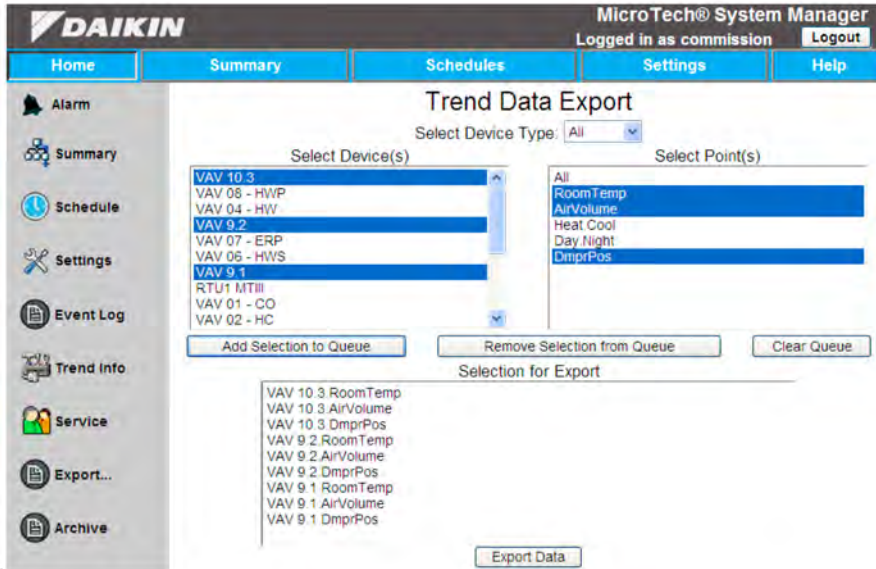 DAIKIN
MicroTech® System Manager
Logged in as commission
Logout
Home
Summary
Schedules
Settings
Help
Alarm
Summary
Schedule
Settings
Event Log
Trend Info
Service
Export...
Archive
Trend Data Export
Select Device Type: All
Select Device(s)
VAV 10.3
VAV 08 - HWP
VAV 04 - HW
VAV 9.2
VAV 07 - ERP
VAV 06 - HWS
VAV 9.1
RTU1 MTIII
VAV 01 - CO
VAV 02 - HC
Select Point(s)
All
RoomTemp
AirVolume
Heat.Cool
Day.Night
DmprPos
Add Selection to Queue
Remove Selection from Queue
Clear Queue
Selection for Export
VAV 10.3.RoomTemp
VAV 10.3.AirVolume
VAV 10.3.DmprPos
VAV 9.2.RoomTemp
VAV 9.2.AirVolume
VAV 9.2.DmprPos
VAV 9.1.RoomTemp
VAV 9.1.AirVolume
VAV 9.1.DmprPos
Export Data